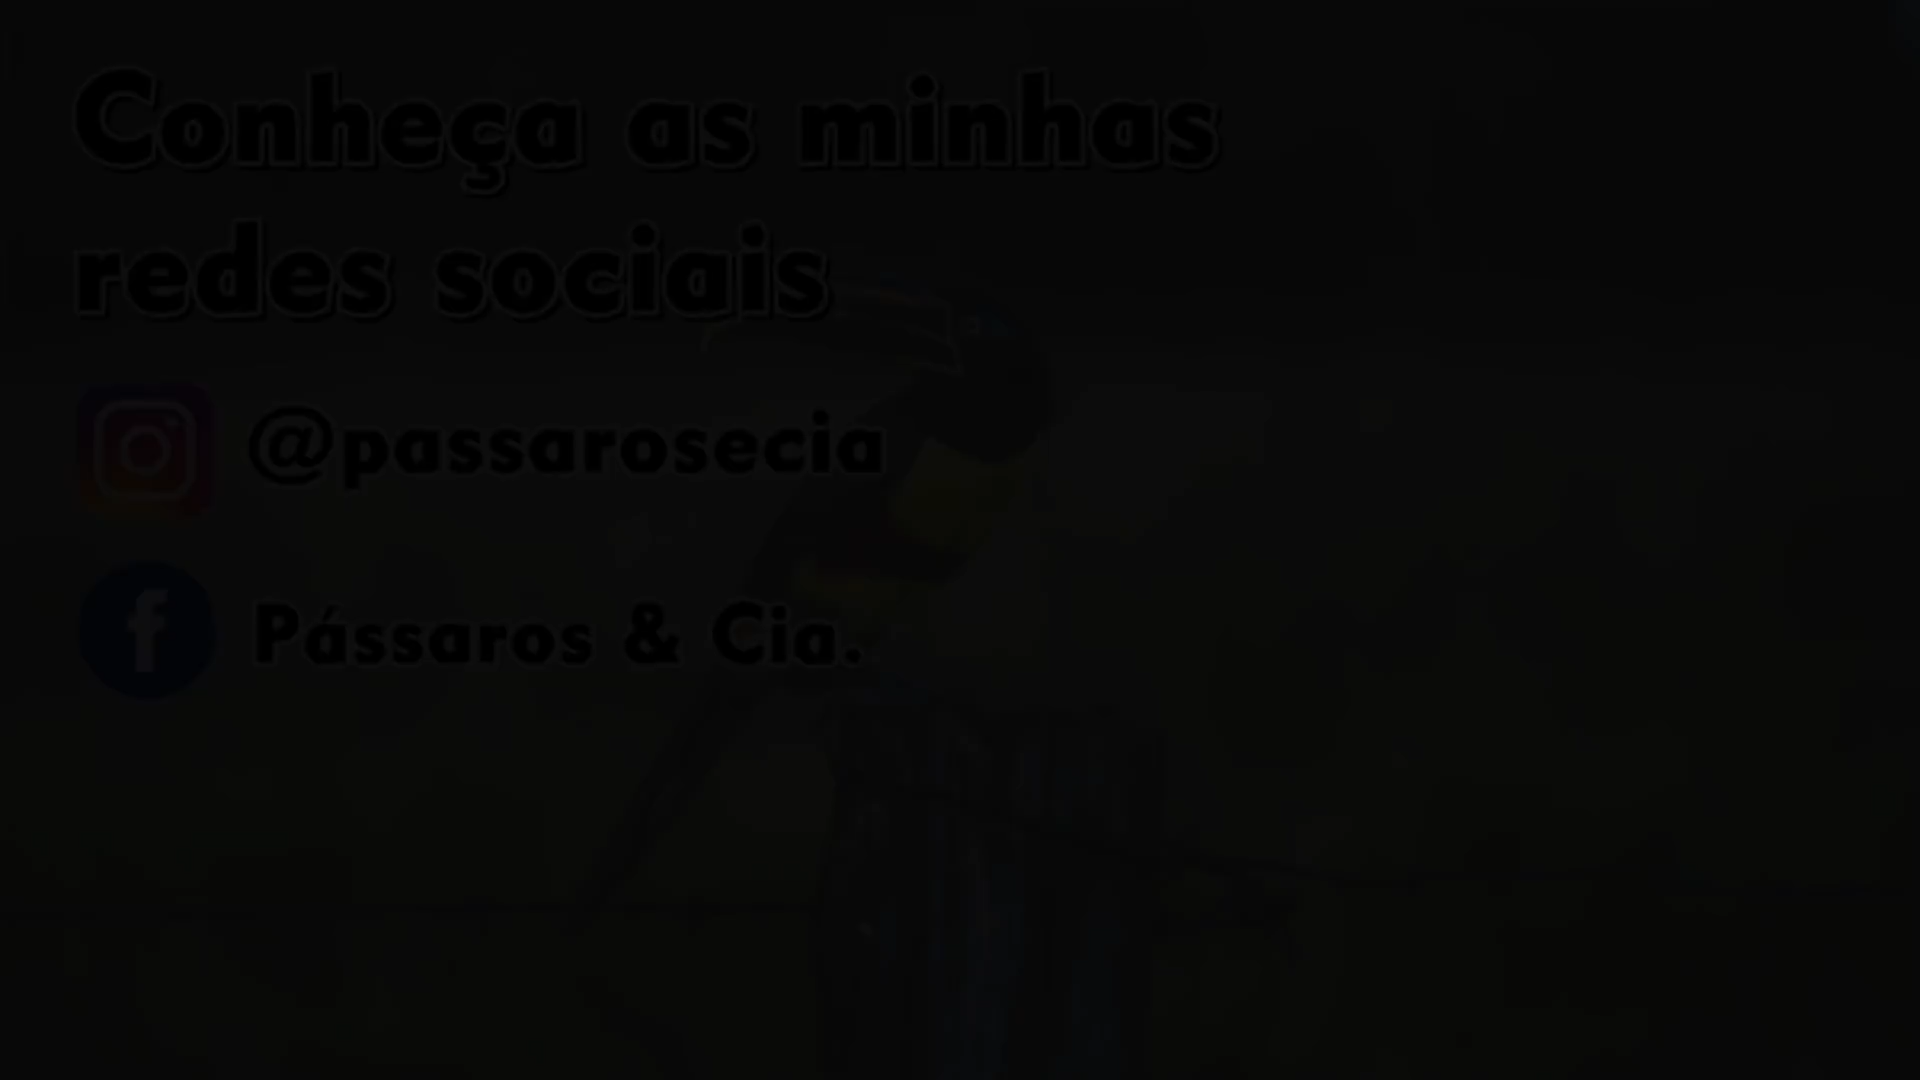 Conheça as minhas
redes sociais
@passarosecia
Pássaros & Cia.